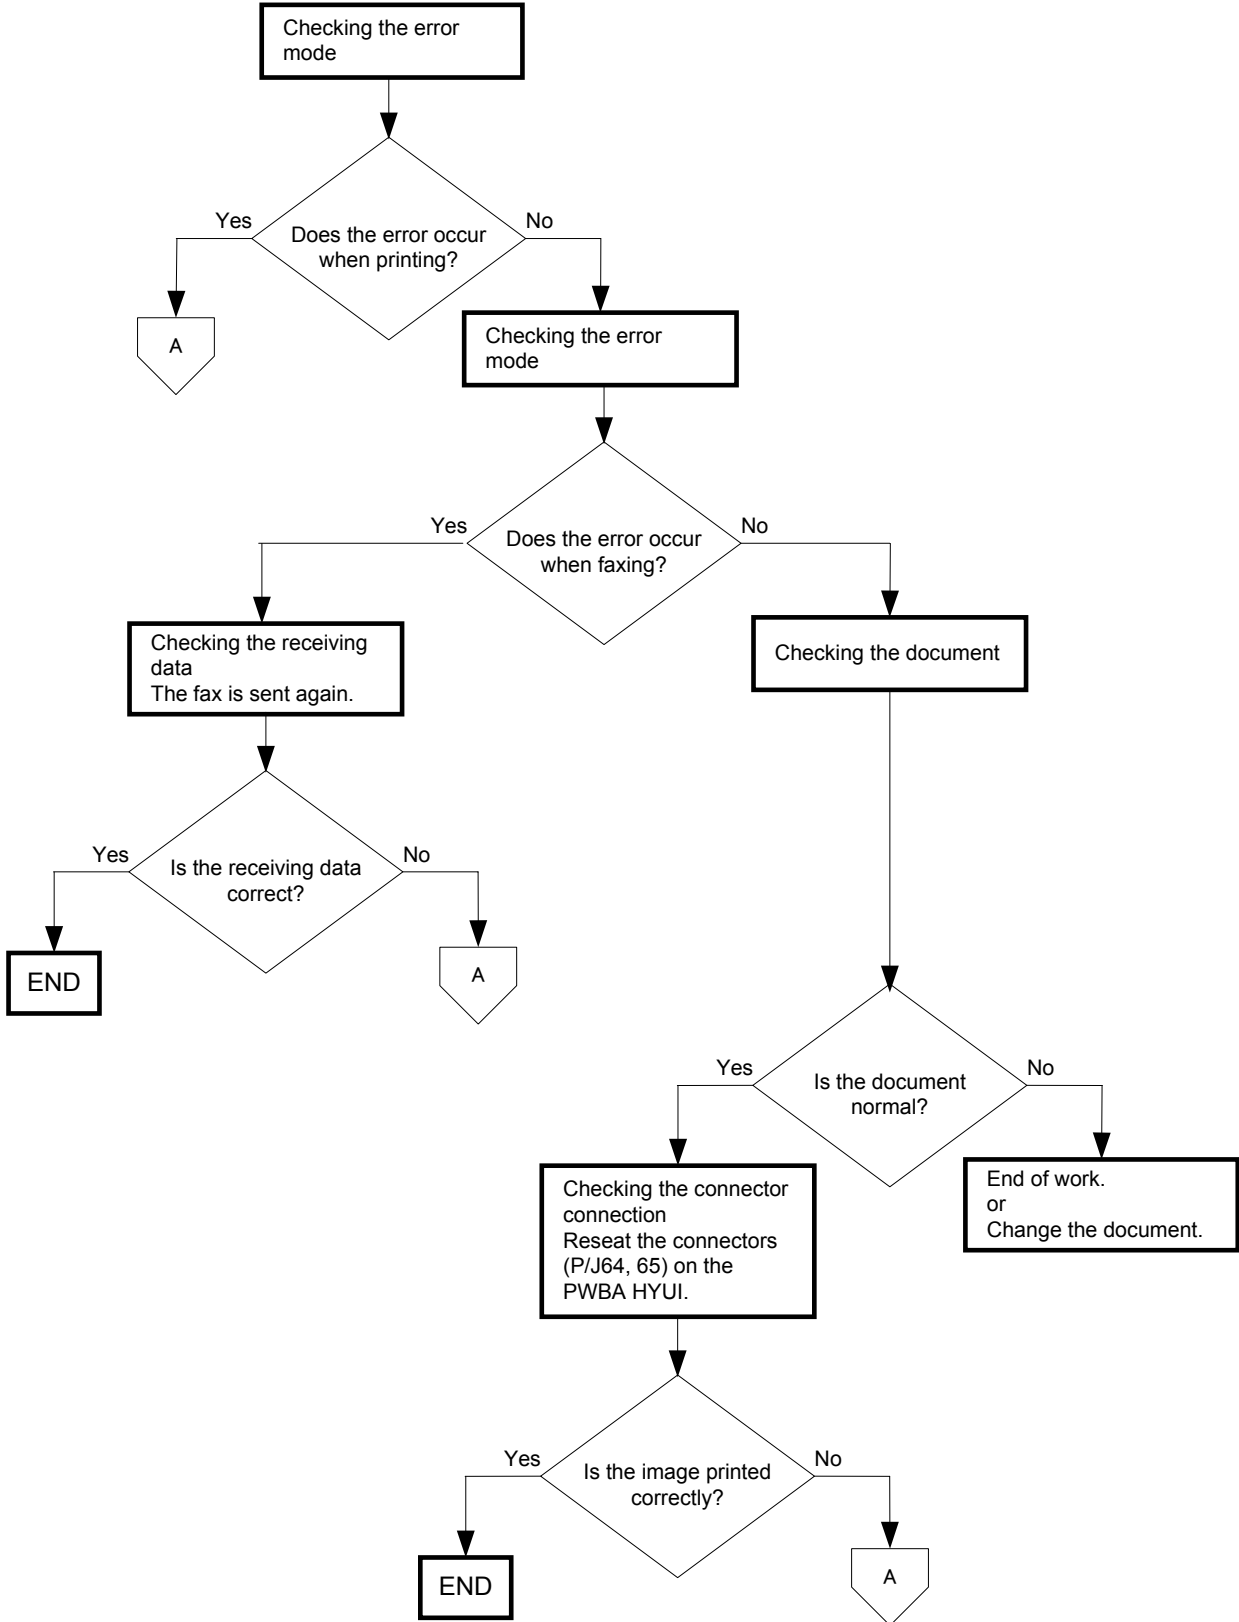 Checking the error
mode
Yes
No
Does the error occur
when printing?
A
Checking the error
mode
Yes
No
Does the error occur
when faxing?
Checking the receiving
data
The fax is sent again.
Checking the document
Yes
No
Is the receiving data
correct?
END
A
Yes
No
Is the document
normal?
Checking the connector
connection
Reseat the connectors
(P/J64, 65) on the
PWBA HYUI.
End of work.
or
Change the document.
Yes
No
Is the image printed
correctly?
END
A